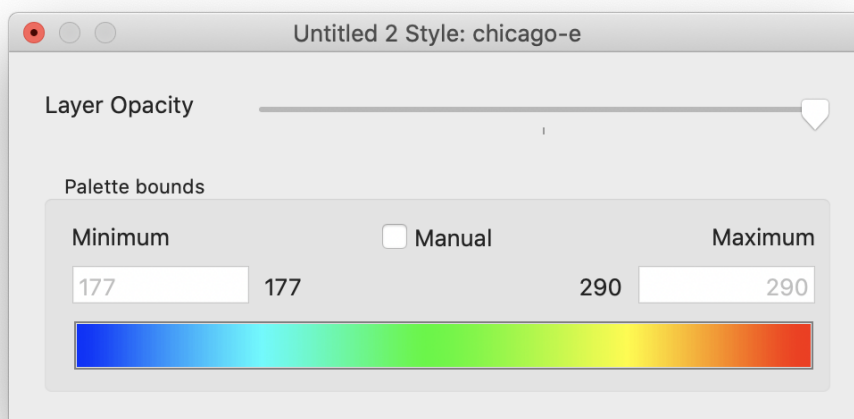 Untitled 2 Style: chicago-e
Layer Opacity
Palette bounds
Minimum Manual Maximum
177 177 290 290